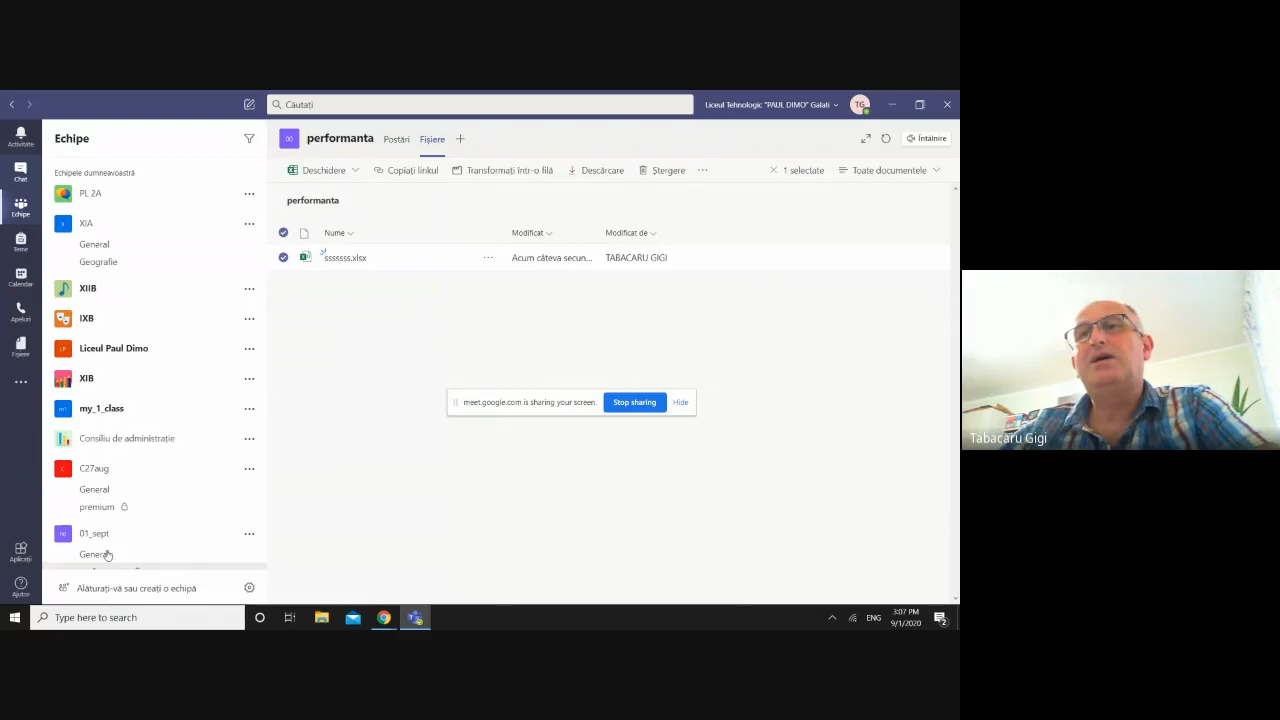 Căutați
Liceul Tehnologic "PAUL DIMO" Galati
TG
Activitate
Chat
Echipe
Teme
Calendar
Apeluri
Fișiere
Aplicații
Ajutor
Echipe
Echipele dumneavoastră
PL 2A
XIA
General
Geografie
XIIB
IXB
LP
Liceul Paul Dimo
XIB
my_1_class
Consiliu de administrație
C
C27aug
General
premium
01_sept
General
Alăturați-vă sau creați o echipă
performanta
Postări
Fișiere
Întâlnire
Deschidere
Copiați linkul
Transformați într-o filă
Descărcare
Ștergere
1 selectate
Toate documentele
performanta
Nume
Modificat
Modificat de
sssssss.xlsx
Acum câteva secun...
TABACARU GIGI
meet.google.com is sharing your screen.
Stop sharing
Hide
Type here to search
ENG
3:07 PM
9/1/2020
2
Tabacaru Gigi